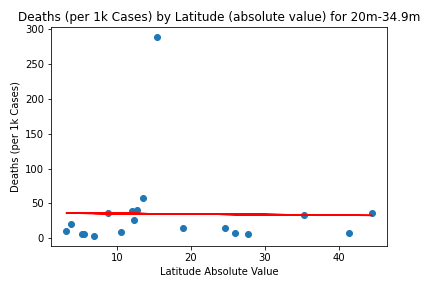 Deaths (per 1k Cases) by Latitude (absolute value) for 20m-34.9m
300
250
200
150
100
50
0
Deaths (per 1k Cases)
10 20 30 40
Latitude Absolute Value